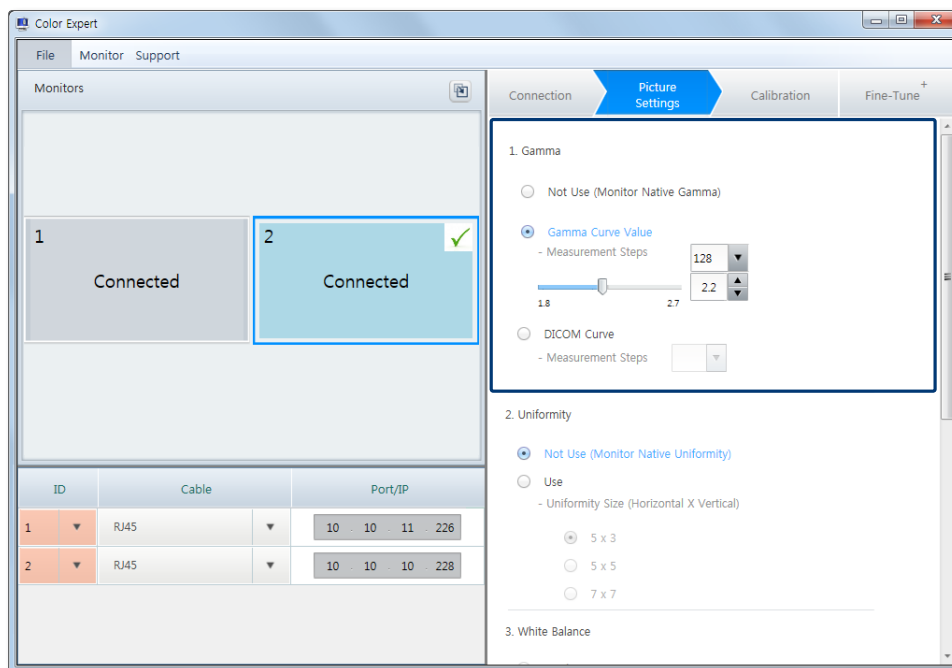 Color Expert
File Monitor Support
Monitors
1
Connected
2
Connected
ID Cable Port/IP
1 RJ45 10 . 10 . 11 . 226
2 RJ45 10 . 10 . 10 . 228
Connection
Picture
Settings
Calibration
Fine-Tune+
1. Gamma
Not Use (Monitor Native Gamma)
Gamma Curve Value
- Measurement Steps 128
2.2
1.8 2.7
DICOM Curve
- Measurement Steps
2. Uniformity
Not Use (Monitor Native Uniformity)
Use
- Uniformity Size (Horizontal X Vertical)
5 x 3
5 x 5
7 x 7
3. White Balance